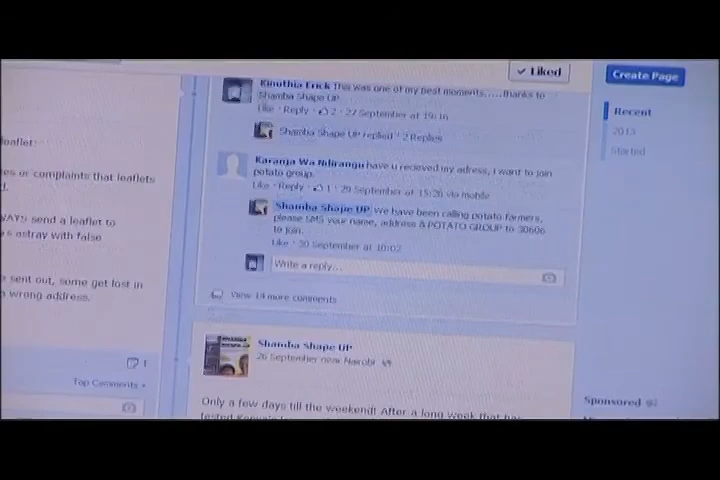 ✓ Liked
Create Page
Recent
2013
Started
leaflet
es or complaints that leaflets
d.
WAYS send a leaflet to
s astray with false
e sent out, some get lost in
o wrong address.
1
Top Comments
Kinuthia Erick This was one of my best moments.....thanks to
Shamba Shape UP
Like · Reply · 2 · 27 September at 19:16
Shamba Shape UP replied · 2 Replies
Karanja Wa Ndirangu have u recieved my adress, I want to join
potato group.
Like · Reply · 1 · 29 September at 15:26 via mobile
Shamba Shape UP We have been calling potato farmers,
please SMS your name, address & POTATO GROUP to 30606
to join.
Like · 30 September at 10:02
Write a reply...
View 14 more comments
Shamba Shape UP
26 September near Nairobi
Only a few days till the weekend! After a long week that has
Sponsored